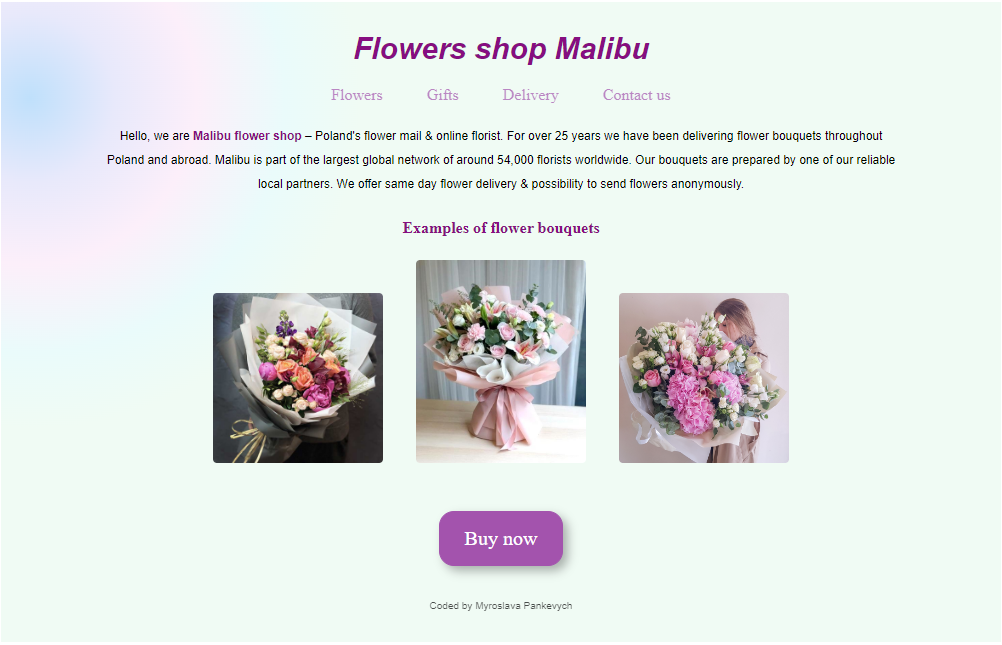 Flowers shop Malibu
Flowers Gifts Delivery Contact us
Hello, we are Malibu flower shop – Poland's flower mail & online florist. For over 25 years we have been delivering flower bouquets throughout
Poland and abroad. Malibu is part of the largest global network of around 54,000 florists worldwide. Our bouquets are prepared by one of our reliable
local partners. We offer same day flower delivery & possibility to send flowers anonymously.
Examples of flower bouquets
Buy now
Coded by Myroslava Pankevych